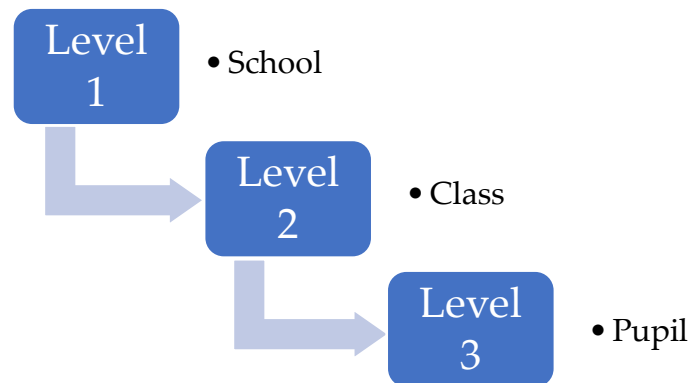 Level
1
• School
Level
2
• Class
Level
3
• Pupil